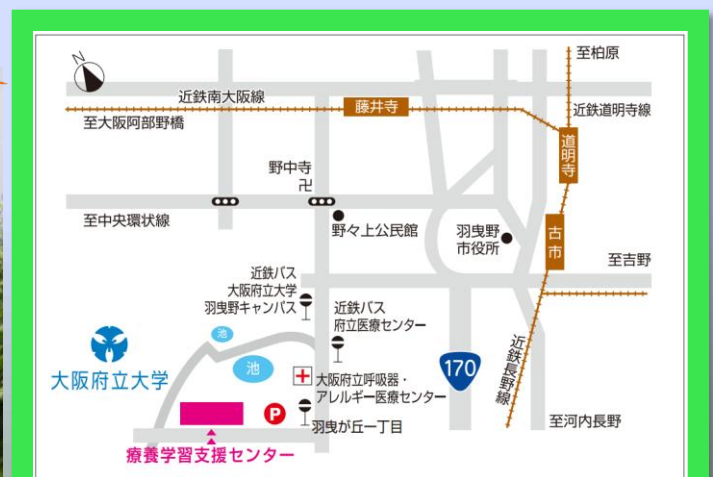 N
至柏原
近鉄南大阪線
藤井寺
近鉄道明寺線
至大阪阿部野橋
道明寺
野中寺
卍
至中央環状線
野々上公民館
羽曳野
市役所
古市
至吉野
近鉄バス
大阪府立大学
羽曳野キャンパス
近鉄バス
府立医療センター
池
大阪府立大学
池
170
近鉄長野線
大阪府立呼吸器・
アレルギー医療センター
P
羽曳が丘一丁目
至河内長野
療養学習支援センター